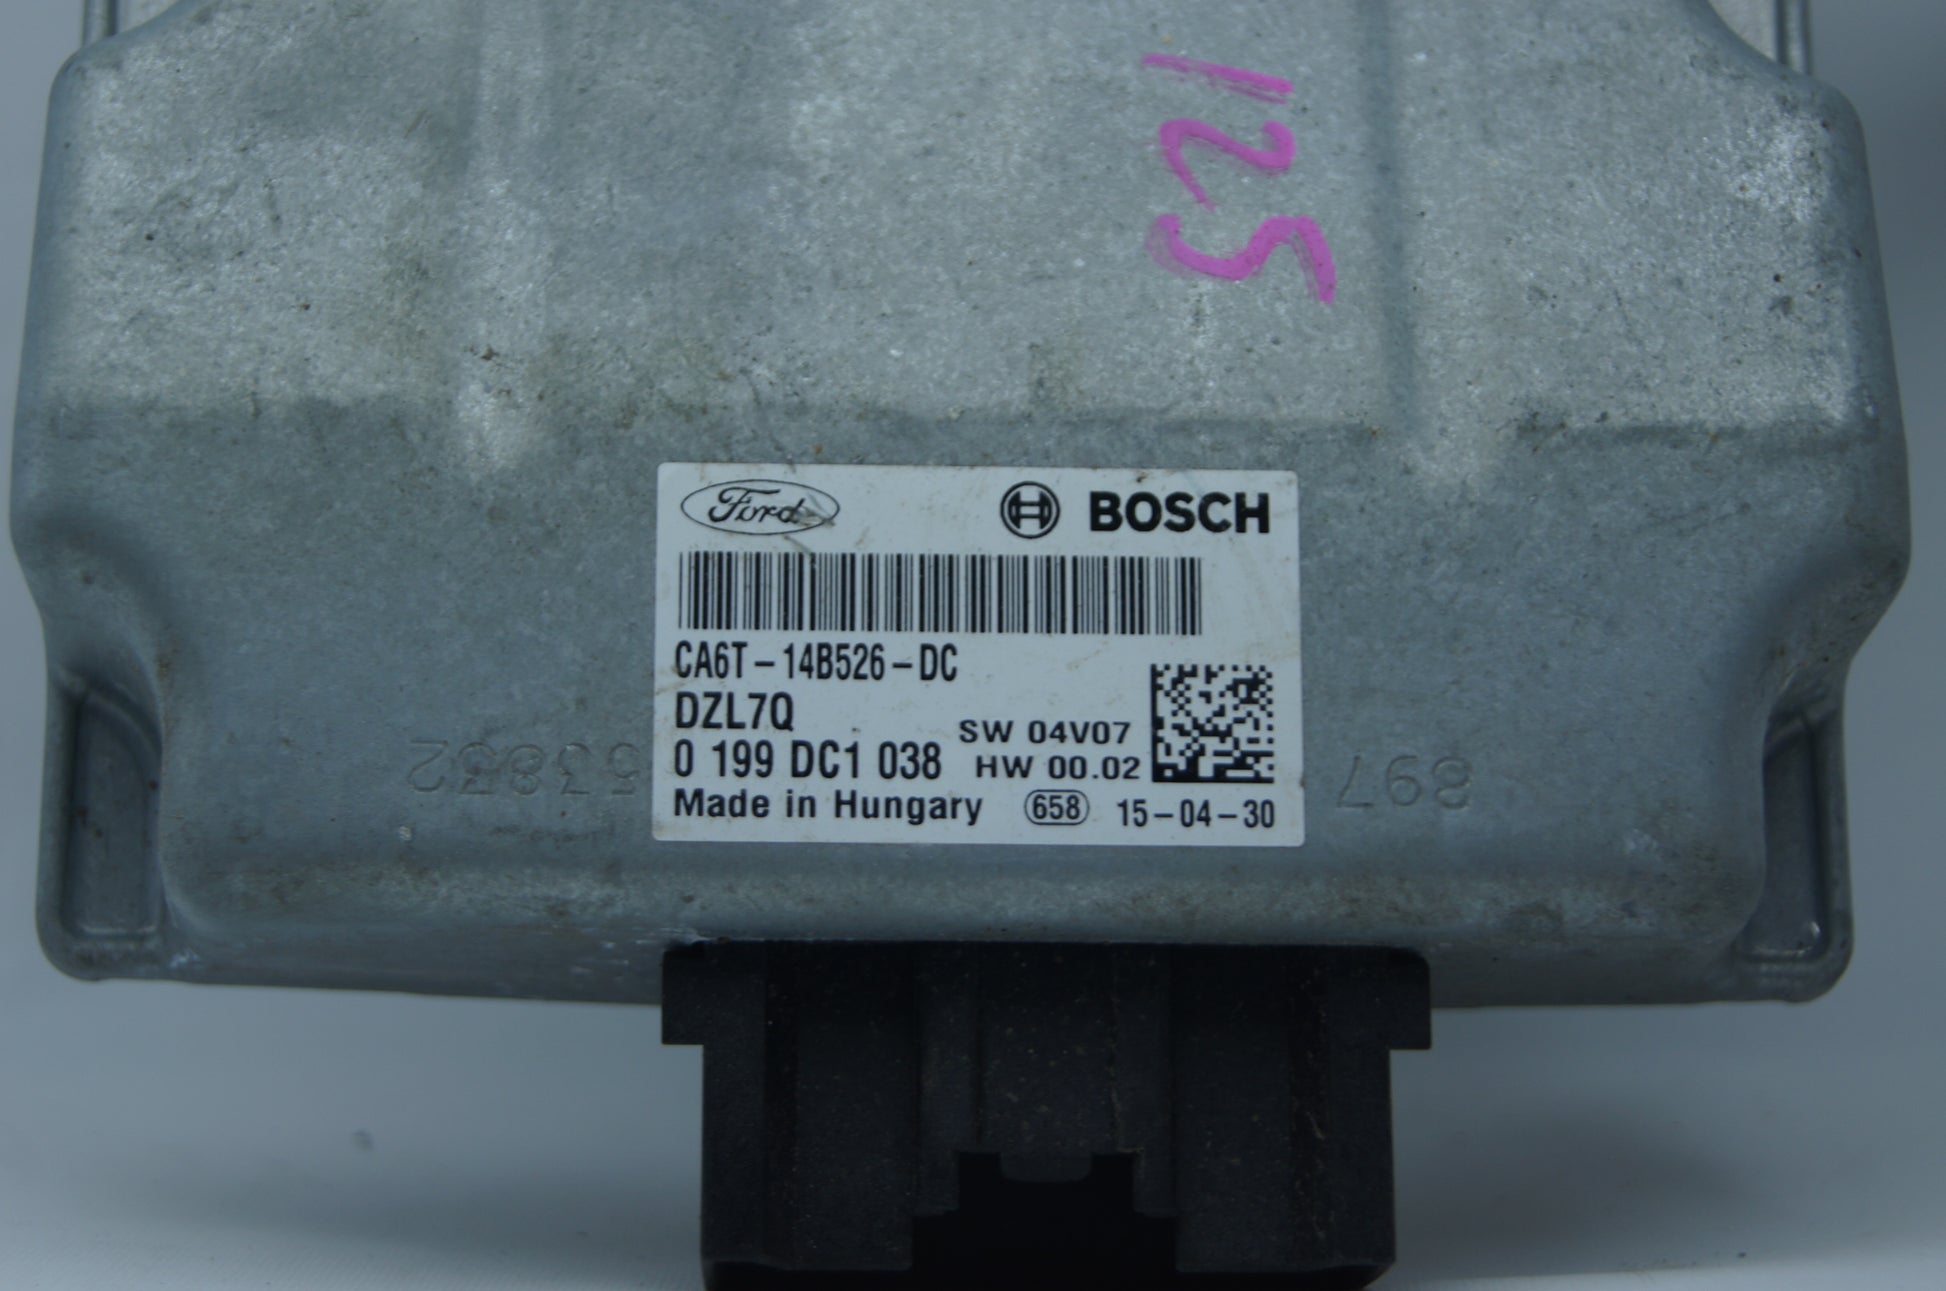 125
Ford
BOSCH
CA6T-14B526-DC
DZL7Q
SW 04V07
0 199 DC1 038
HW 00.02
Made in Hungary 658 15-04-30
53832
897